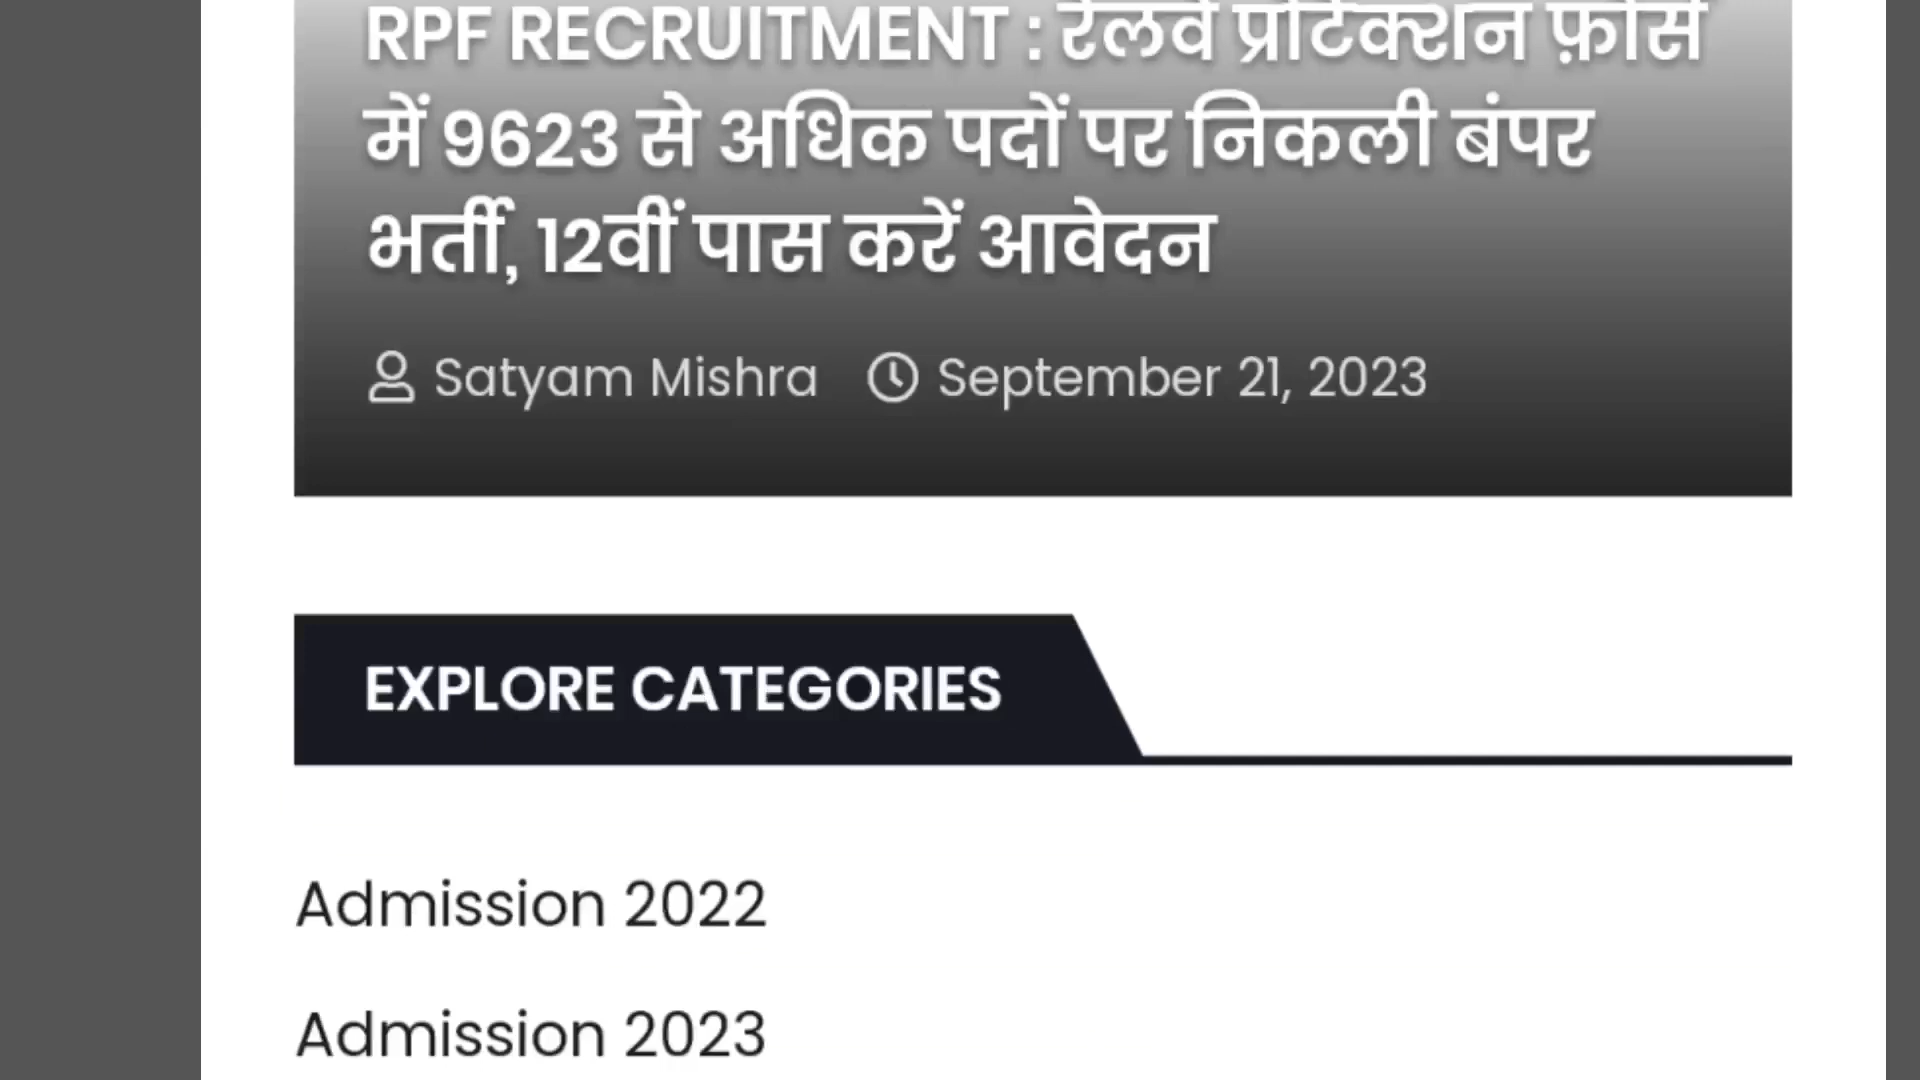 RPF RECRUITMENT : रेलवे प्रोटेक्शन फ़ोर्स
में 9623 से अधिक पदों पर निकली बंपर
भर्ती, 12वीं पास करें आवेदन
Satyam Mishra September 21, 2023
EXPLORE CATEGORIES
Admission 2022
Admission 2023